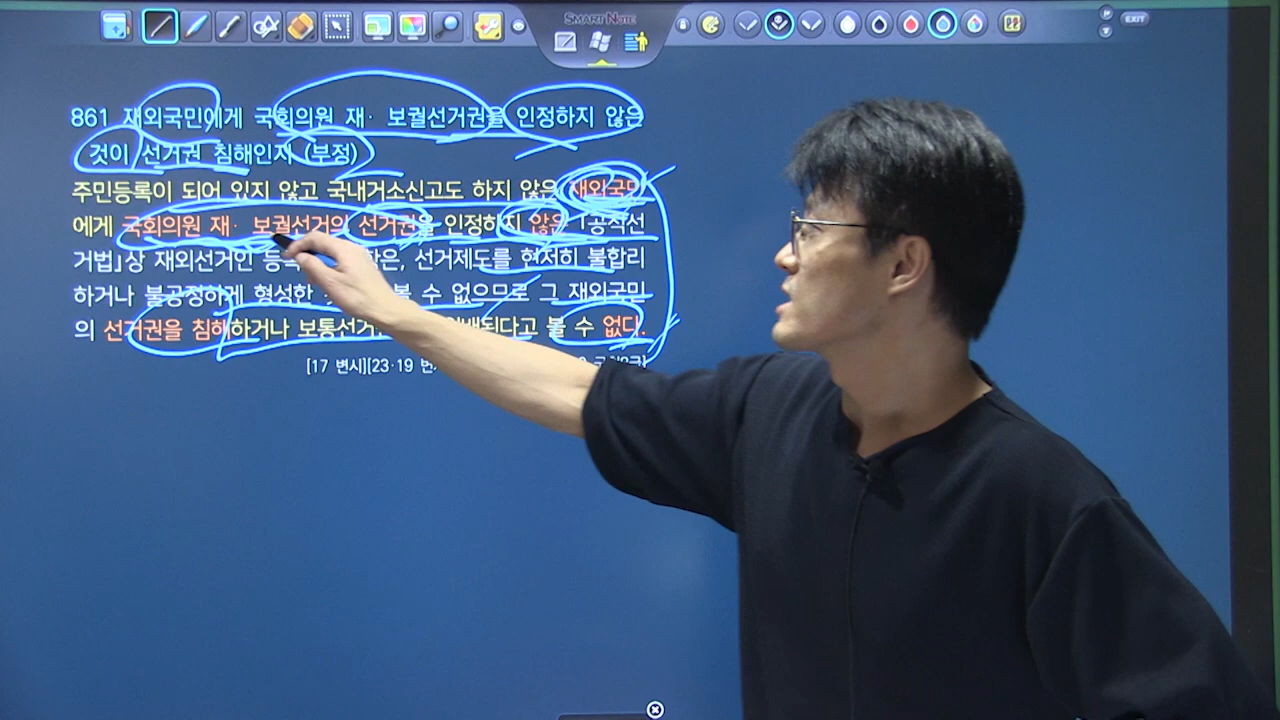 SMART NOTE
EXIT
861 재외국민에게 국회의원 재· 보궐선거권을 인정하지 않은
것이 선거권 침해인지 (부정)
주민등록이 되어 있지 않고 국내거소신고도 하지 않은 재외국민
에게 국회의원 재· 보궐선거의 선거권을 인정하지 않은 「공직선
거법」상 재외선거인 선거제도를 현저히 불합리
하거나 불공정하게 형성한 볼 수 없으므로 그 재외국민
의 선거권을 침해하거나 보통선거 된다고 볼 수 없다.
[17 변시][23·19